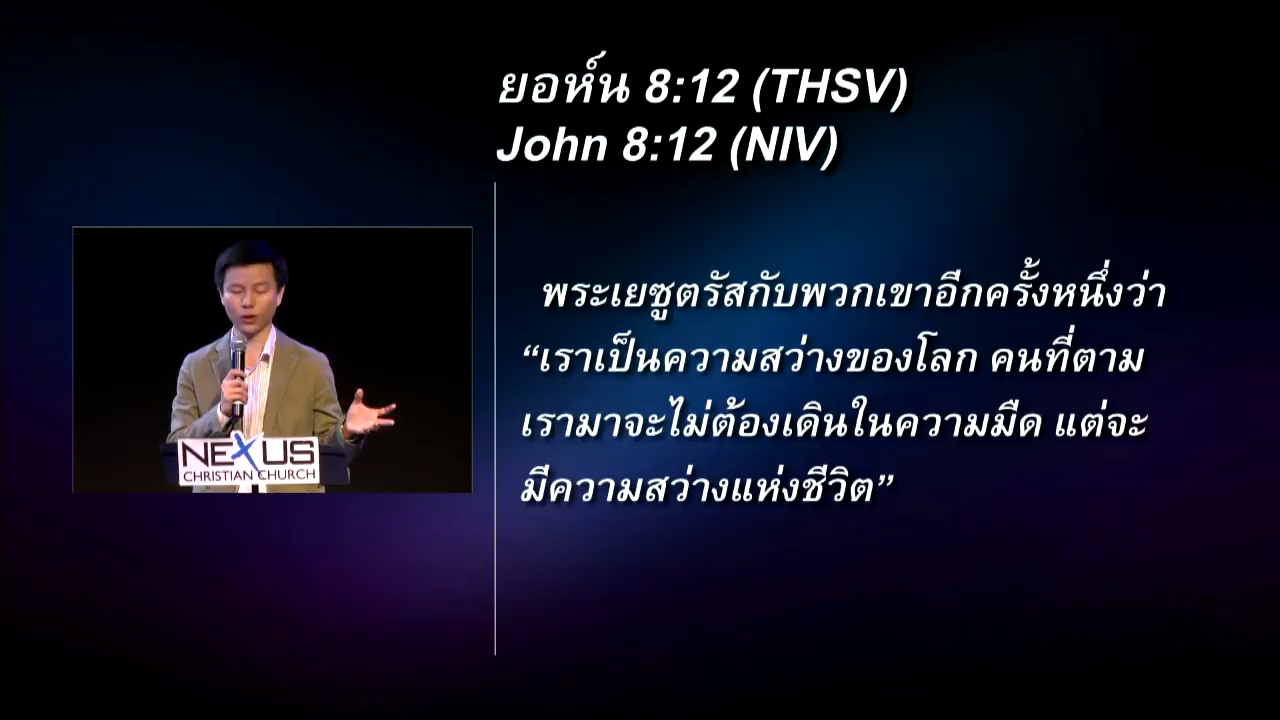 ยอห์น 8:12 (THSV)
John 8:12 (NIV)
พระเยซูตรัสกับพวกเขาอีกครั้งหนึ่งว่า
“เราเป็นความสว่างของโลก คนที่ตาม
เรามาจะไม่ต้องเดินในความมืด แต่จะ
มีความสว่างแห่งชีวิต”
NEXUS
CHRISTIAN CHURCH